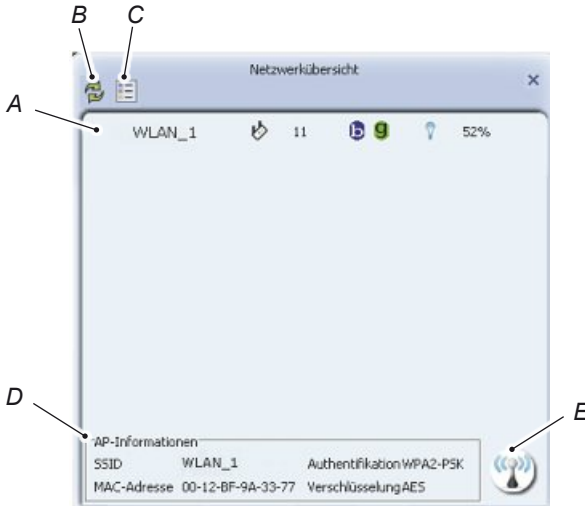 B
C
Netzwerkübersicht
A
WLAN_1 11 b g 52%
D
E
AP-Informationen
SSID WLAN_1 Authentifikation WPA2-PSK
MAC-Adresse 00-12-BF-9A-33-77 Verschlüsselung AES